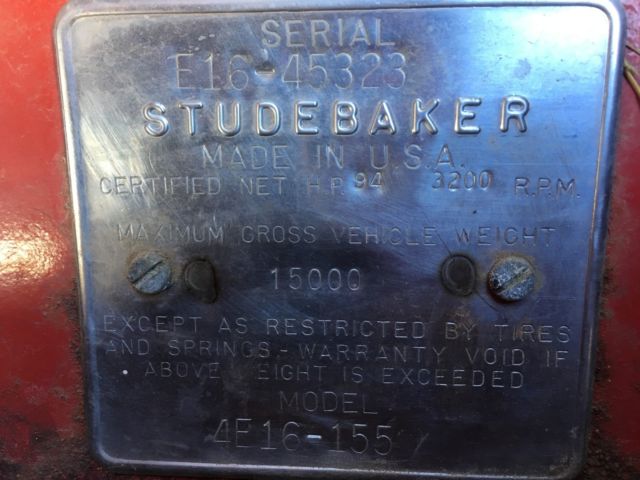 SERIAL
E16-45323
STUDEBAKER
MADE IN U.S.A.
CERTIFIED NET H.P. 94 3200 R.P.M.
MAXIMUM GROSS VEHICLE WEIGHT
15000
EXCEPT AS RESTRICTED BY TIRES
AND SPRINGS.-WARRANTY VOID IF
ABOVE WEIGHT IS EXCEEDED
MODEL
4E16-155